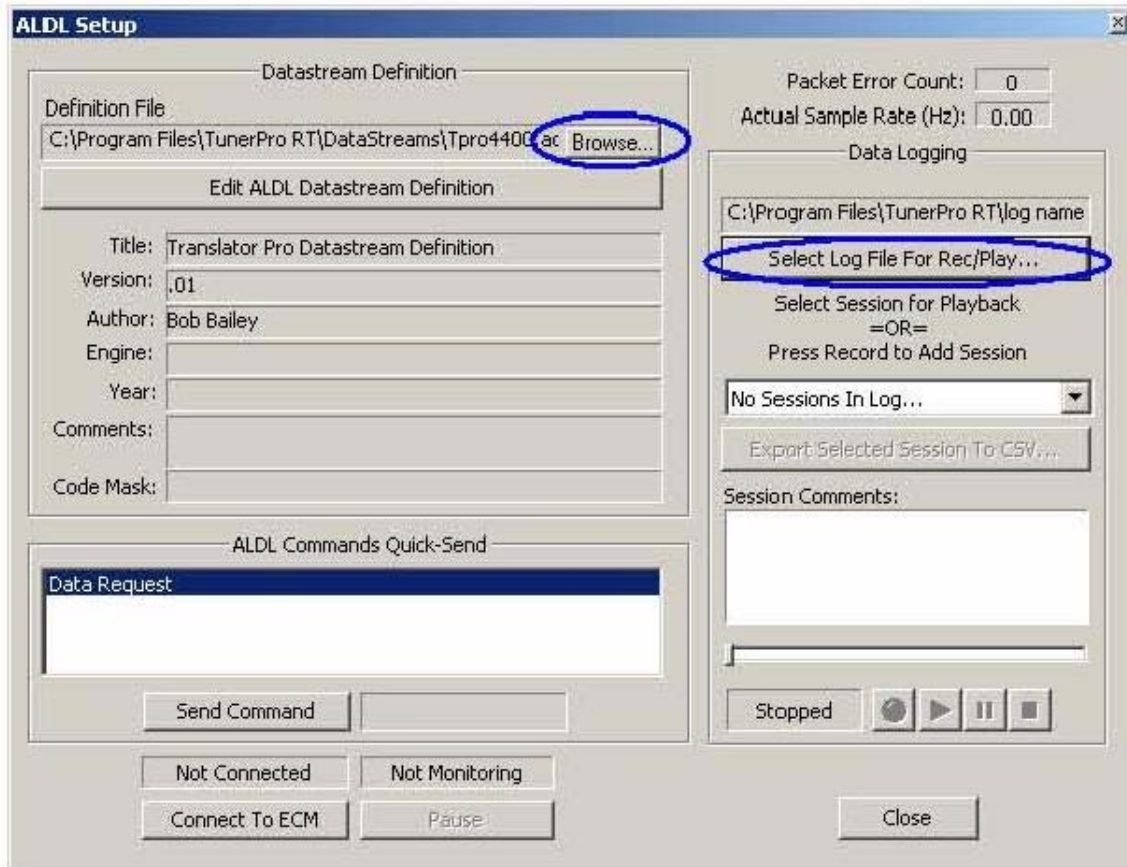 ALDL Setup
Datastream Definition
Definition File
C:\Program Files\TunerPro RT\DataStreams\Tpro4400.ad
Browse...
Edit ALDL Datastream Definition
Title: Translator Pro Datastream Definition
Version: .01
Author: Bob Bailey
Engine:
Year:
Comments:
Code Mask:
ALDL Commands Quick-Send
Data Request
Send Command
Not Connected
Not Monitoring
Connect To ECM
Pause
Packet Error Count: 0
Actual Sample Rate (Hz): 0.00
Data Logging
C:\Program Files\TunerPro RT\log name
Select Log File For Rec/Play...
Select Session for Playback
=OR=
Press Record to Add Session
No Sessions In Log...
Export Selected Session To CSV...
Session Comments:
Stopped
Close